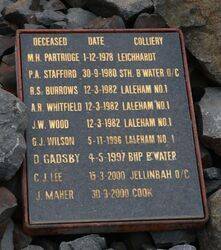 DECEASED DATE COLLIERY
M.H. PARTRIDGE 1-12-1978 LEICHHARDT
P.A. STAFFORD 30-9-1980 STH. B'WATER O/C
R.S. BURROWS 12-3-1982 LALEHAM NO.1
A.R WHITFIELD 12-3-1982 LALEHAM NO.1
J.W. WOOD 12-3-1982 LALEHAM NO.1
G.J. WILSON 5-11-1996 LALEHAM NO.1
D GADSBY 4-5-1997 BHP B'WATER
C.J LEE 15-3-2000 JELLINBAH O/C
J. MAHER 30-3-2000 COOK